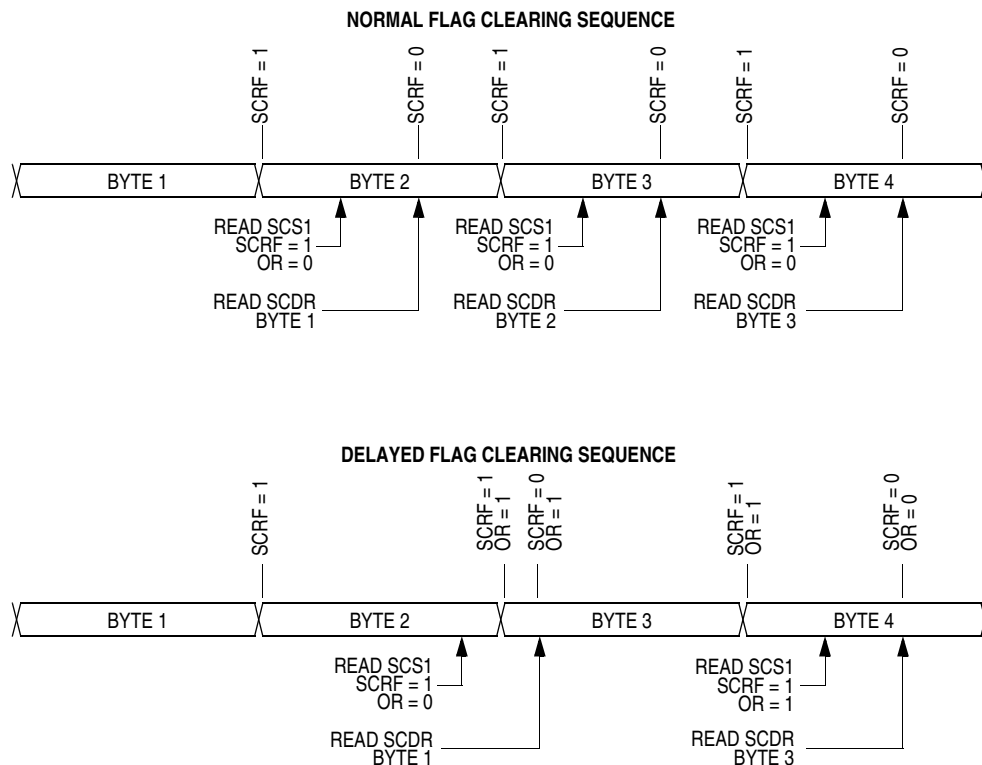 NORMAL FLAG CLEARING SEQUENCE
SCRF = 1
SCRF = 0
SCRF = 1
SCRF = 0
SCRF = 1
SCRF = 0
BYTE 1
BYTE 2
BYTE 3
BYTE 4
READ SCS1
SCRF = 1
OR = 0
READ SCS1
SCRF = 1
OR = 0
READ SCS1
SCRF = 1
OR = 0
READ SCDR
BYTE 1
READ SCDR
BYTE 2
READ SCDR
BYTE 3
DELAYED FLAG CLEARING SEQUENCE
SCRF = 1
SCRF = 1
OR = 1
SCRF = 0
OR = 1
SCRF = 1
OR = 1
SCRF = 0
OR = 0
BYTE 1
BYTE 2
BYTE 3
BYTE 4
READ SCS1
SCRF = 1
OR = 0
READ SCS1
SCRF = 1
OR = 1
READ SCDR
BYTE 1
READ SCDR
BYTE 3